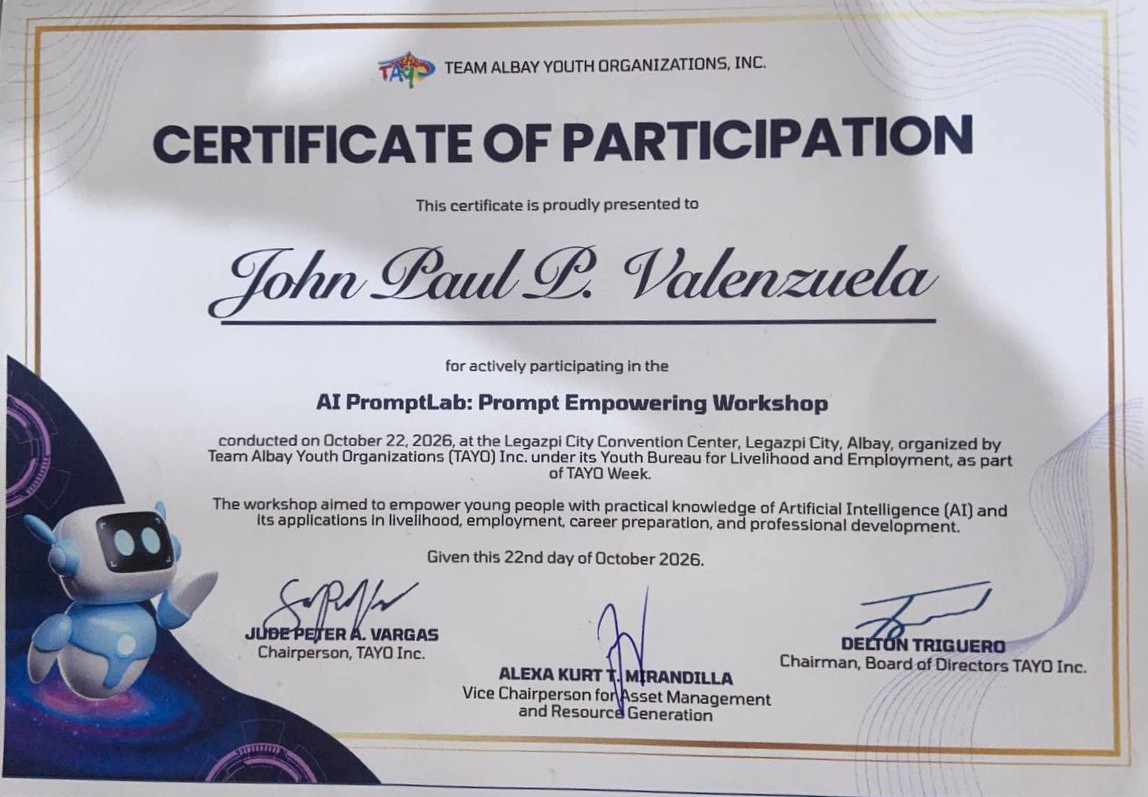 TAYO TEAM ALBAY YOUTH ORGANIZATIONS, INC.
CERTIFICATE OF PARTICIPATION
This certificate is proudly presented to
John Paul P. Valenzuela
for actively participating in the
AI PromptLab: Prompt Empowering Workshop
conducted on October 22, 2026, at the Legazpi City Convention Center, Legazpi City, Albay, organized by
Team Albay Youth Organizations (TAYO) Inc. under its Youth Bureau for Livelihood and Employment, as part
of TAYO Week.
The workshop aimed to empower young people with practical knowledge of Artificial Intelligence (AI) and
its applications in livelihood, employment, career preparation, and professional development.
Given this 22nd day of October 2026.
JUDE PETER A. VARGAS
Chairperson, TAYO Inc.
ALEXA KURT T. MIRANDILLA
Vice Chairperson for Asset Management
and Resource Generation
DELTON TRIGUERO
Chairman, Board of Directors TAYO Inc.